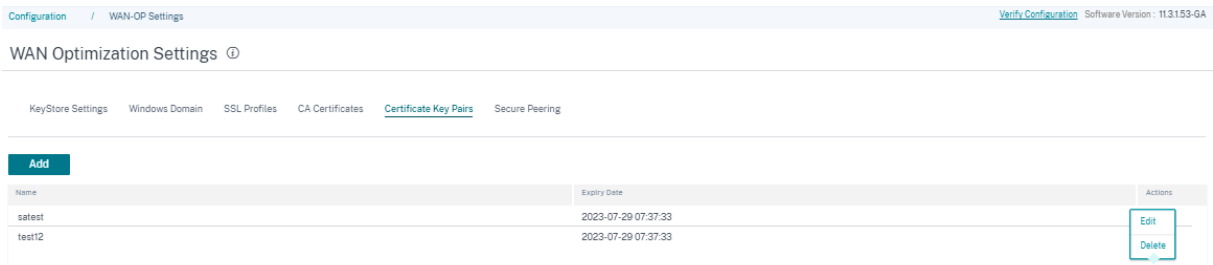 Configuration / WAN-OP Settings Verify Configuration Software Version : 11.3.1.53-GA
WAN Optimization Settings
KeyStore Settings Windows Domain SSL Profiles CA Certificates Certificate Key Pairs Secure Peering
Add
Name Expiry Date Actions
satest 2023-07-29 07:37:33
Edit
test12 2023-07-29 07:37:33
Delete